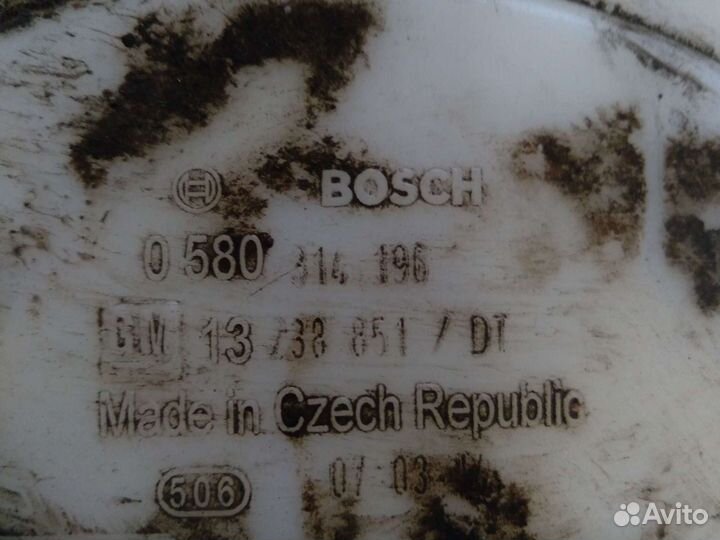 BOSCH
0 580 314 196
GM 13 238 851 / DT
Made in Czech Republic
07 03
506
Avito